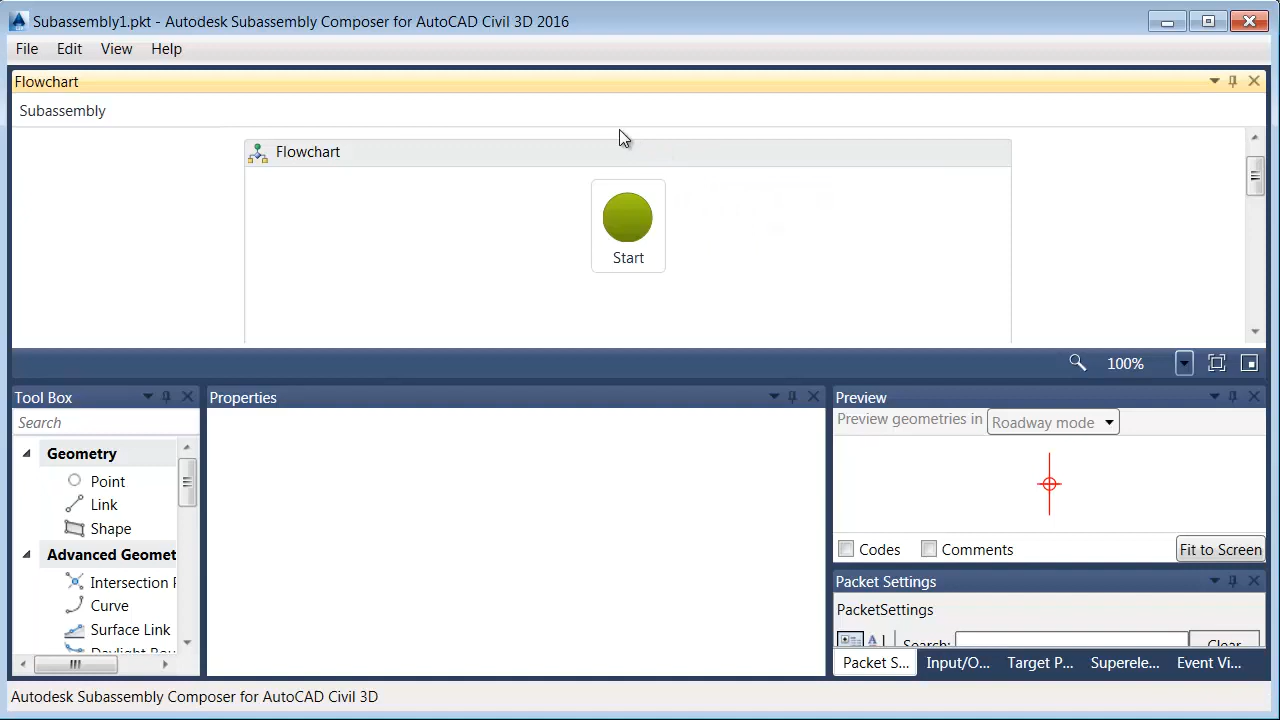 Subassembly1.pkt - Autodesk Subassembly Composer for AutoCAD Civil 3D 2016
File Edit View Help
Flowchart
Subassembly
Flowchart
Start
100%
Tool Box
Search
Geometry
Point
Link
Shape
Advanced Geomet
Intersection
Curve
Surface Link
Properties
Preview
Preview geometries in Roadway mode
Codes Comments Fit to Screen
Packet Settings
PacketSettings
Search: Clear
Packet S... Input/O... Target P... Superele... Event Vi...
Autodesk Subassembly Composer for AutoCAD Civil 3D